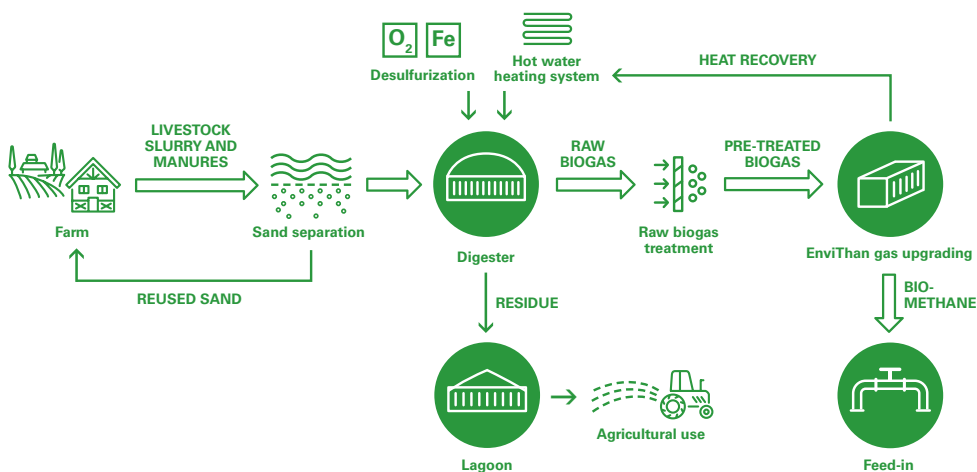 O2 Fe
Desulfurization
Hot water
heating system
HEAT RECOVERY
LIVESTOCK
SLURRY AND
MANURES
RAW
BIOGAS
PRE-TREATED
BIOGAS
Farm
Sand separation
Digester
Raw biogas
treatment
EnviThan gas upgrading
REUSED SAND
RESIDUE
BIO-
METHANE
Lagoon
Agricultural use
Feed-in